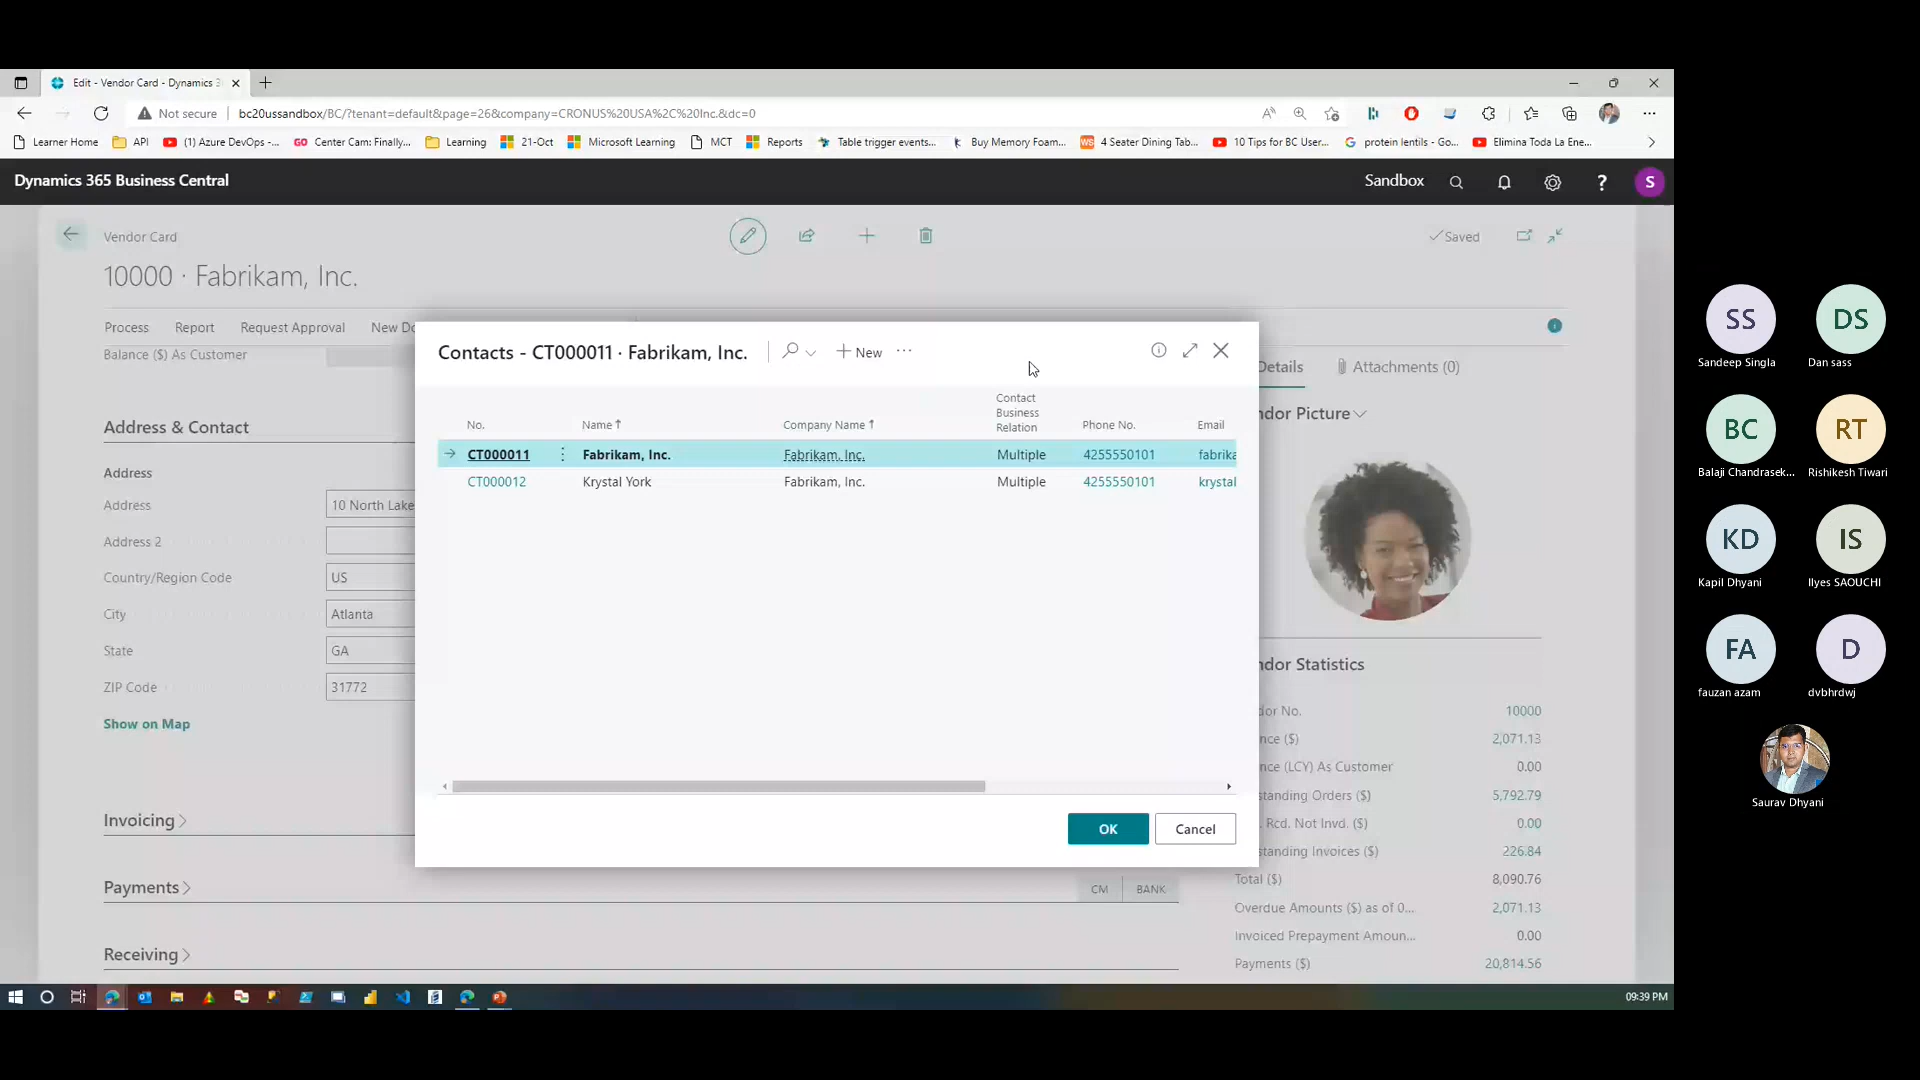 Edit - Vendor Card - Dynamics 3
Not secure
bc20ussandbox/BC/?tenant=default&page=26&company=CRONUS%20USA%2C%20Inc.&dc=0
Learner Home
API
(1) Azure DevOps -...
GO Center Cam: Finally...
Learning
21-Oct
Microsoft Learning
MCT
Reports
Table trigger events...
Buy Memory Foam...
WS 4 Seater Dining Tab...
10 Tips for BC User...
protein lentils - Go...
Elimina Toda La Ene...
Dynamics 365 Business Central
Sandbox
?
S
Vendor Card
Saved
10000 · Fabrikam, Inc.
Process
Report
Request Approval
New Do
Balance ($) As Customer
Address & Contact
Address
Address
10 North Lake
Address 2
Country/Region Code
US
City
Atlanta
State
GA
ZIP Code
31772
Show on Map
Invoicing
Payments
CM
BANK
Receiving
Contacts - CT000011 · Fabrikam, Inc.
New
No.
Name
Company Name
Contact Business Relation
Phone No.
Email
CT000011
Fabrikam, Inc.
Fabrikam, Inc.
Multiple
4255550101
fabrika
CT000012
Krystal York
Fabrikam, Inc.
Multiple
4255550101
krystal
OK
Cancel
Details
Attachments (0)
ndor Picture
ndor Statistics
dor No.
10000
nce ($)
2,071.13
nce (LCY) As Customer
0.00
standing Orders ($)
5,792.79
. Rcd. Not Invd. ($)
0.00
standing Invoices ($)
226.84
Total ($)
8,090.76
Overdue Amounts ($) as of 0...
2,071.13
Invoiced Prepayment Amoun...
0.00
Payments ($)
20,814.56
09:39 PM
SS
Sandeep Singla
DS
Dan sass
BC
Balaji Chandrasek...
RT
Rishikesh Tiwari
KD
Kapil Dhyani
IS
Ilyes SAOUCHI
FA
fauzan azam
D
dvbhrdwj
Saurav Dhyani